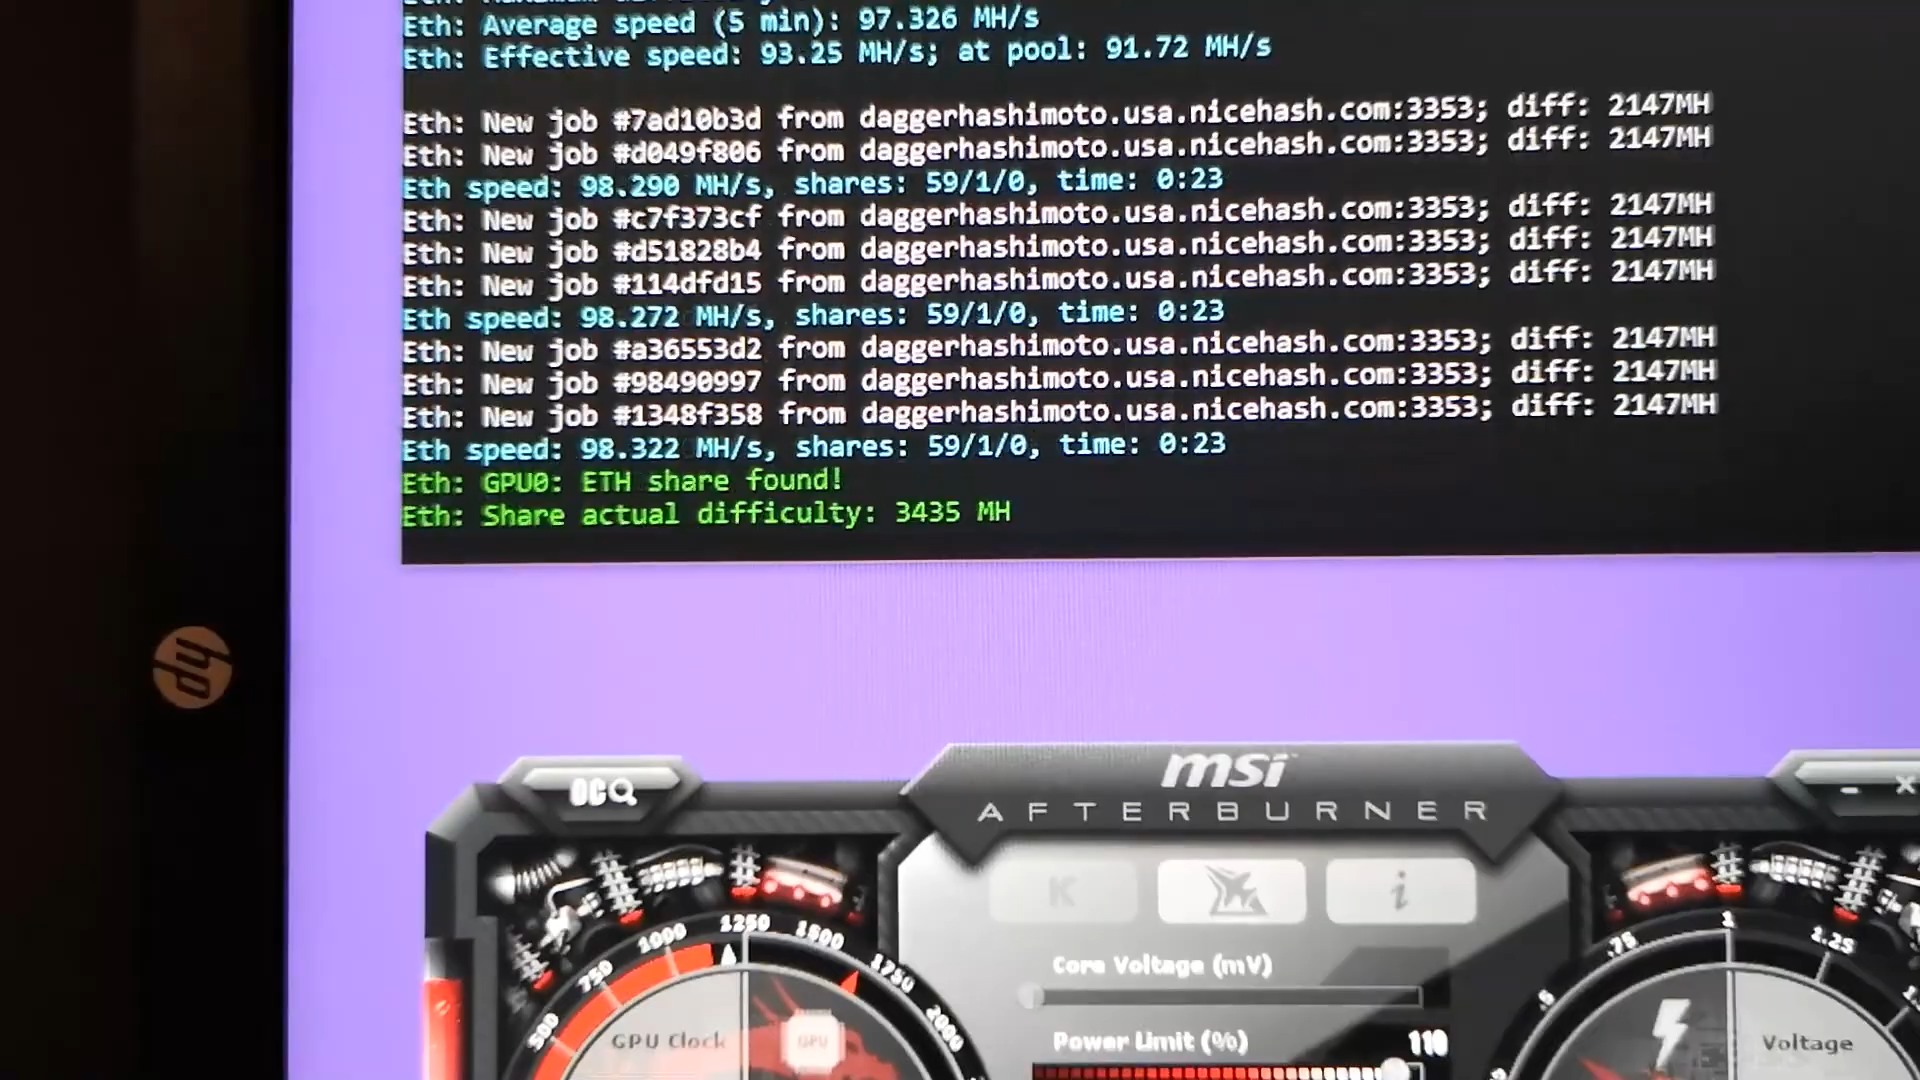 Eth: Average speed (5 min): 97.326 MH/s
Eth: Effective speed: 93.25 MH/s; at pool: 91.72 MH/s
Eth: New job #7ad10b3d from daggerhashimoto.usa.nicehash.com:3353; diff: 2147MH
Eth: New job #d049f806 from daggerhashimoto.usa.nicehash.com:3353; diff: 2147MH
Eth speed: 98.290 MH/s, shares: 59/1/0, time: 0:23
Eth: New job #c7f373cf from daggerhashimoto.usa.nicehash.com:3353; diff: 2147MH
Eth: New job #d51828b4 from daggerhashimoto.usa.nicehash.com:3353; diff: 2147MH
Eth: New job #114dfd15 from daggerhashimoto.usa.nicehash.com:3353; diff: 2147MH
Eth speed: 98.272 MH/s, shares: 59/1/0, time: 0:23
Eth: New job #a36553d2 from daggerhashimoto.usa.nicehash.com:3353; diff: 2147MH
Eth: New job #98490997 from daggerhashimoto.usa.nicehash.com:3353; diff: 2147MH
Eth: New job #1348f358 from daggerhashimoto.usa.nicehash.com:3353; diff: 2147MH
Eth speed: 98.322 MH/s, shares: 59/1/0, time: 0:23
Eth: GPU0: ETH share found!
Eth: Share actual difficulty: 3435 MH
hp
OC
msi
AFTERBURNER
K
i
500 750 1000 1250 1500 1750 2000
GPU Clock
GPU
Core Voltage (mV)
Power Limit (%) 110
.5 .75 1 1.25
Voltage